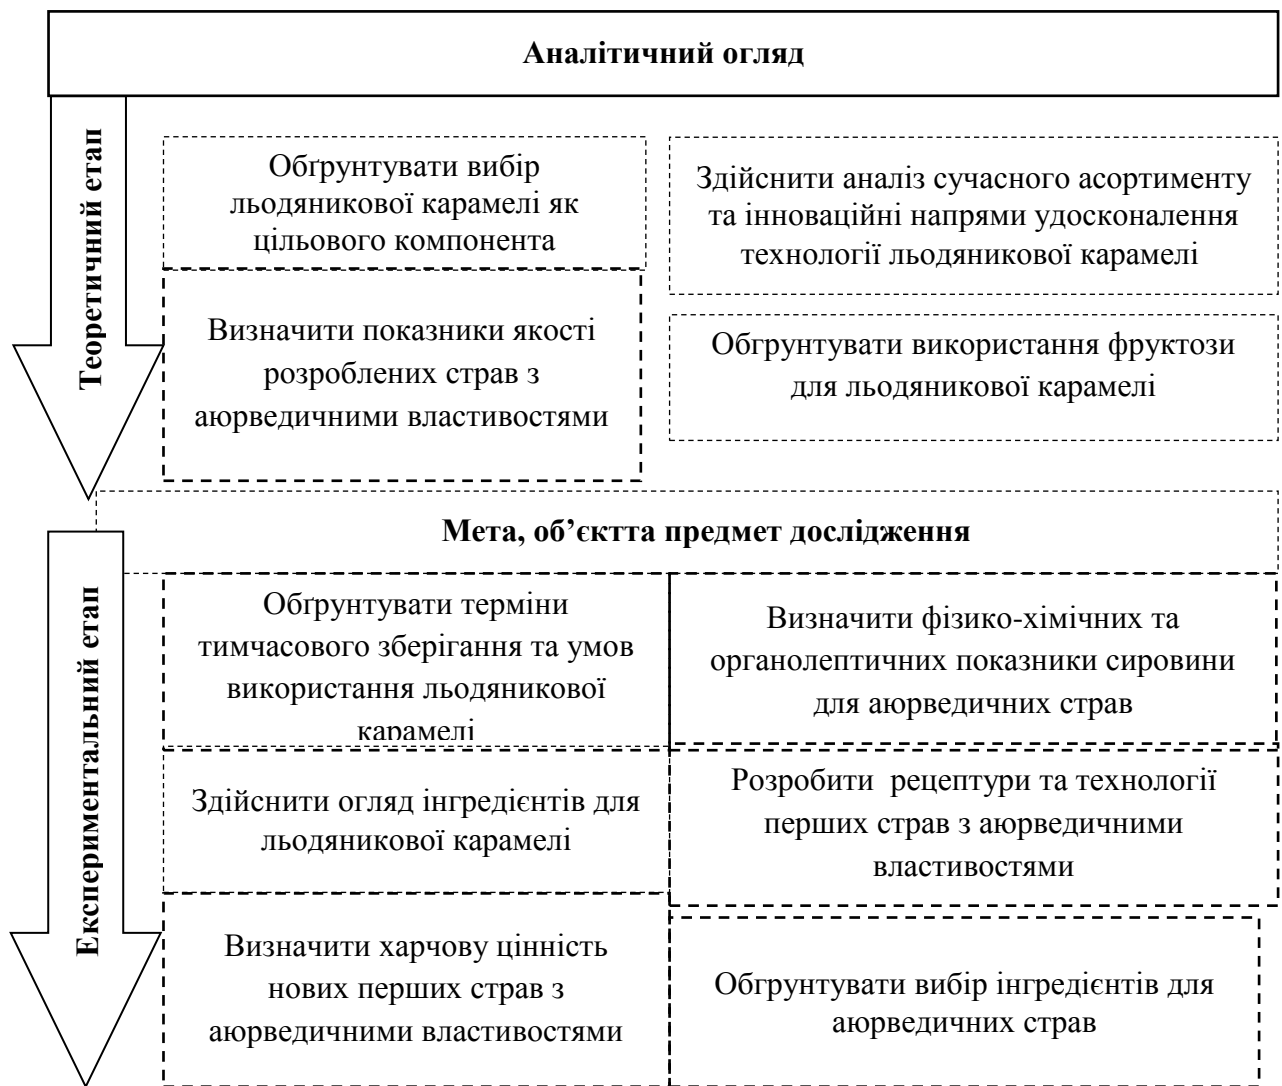 Аналітичний огляд
Теоретичний етап
Обґрунтувати вибір
льодяникової карамелі як
цільового компонента
Здійснити аналіз сучасного асортименту
та інноваційні напрями удосконалення
технології льодяникової карамелі
Визначити показники якості
розроблених страв з
аюрведичними властивостями
Обгрунтувати використання фруктози
для льодяникової карамелі
Мета, об’єктта предмет дослідження
Експериментальний етап
Обґрунтувати терміни
тимчасового зберігання та умов
використання льодяникової
карамелі
Визначити фізико-хімічних та
органолептичних показники сировини
для аюрведичних страв
Здійснити огляд інгредієнтів для
льодяникової карамелі
Розробити рецептури та технології
перших страв з аюрведичними
властивостями
Визначити харчову цінність
нових перших страв з
аюрведичними властивостями
Обгрунтувати вибір інгредієнтів для
аюрведичних страв